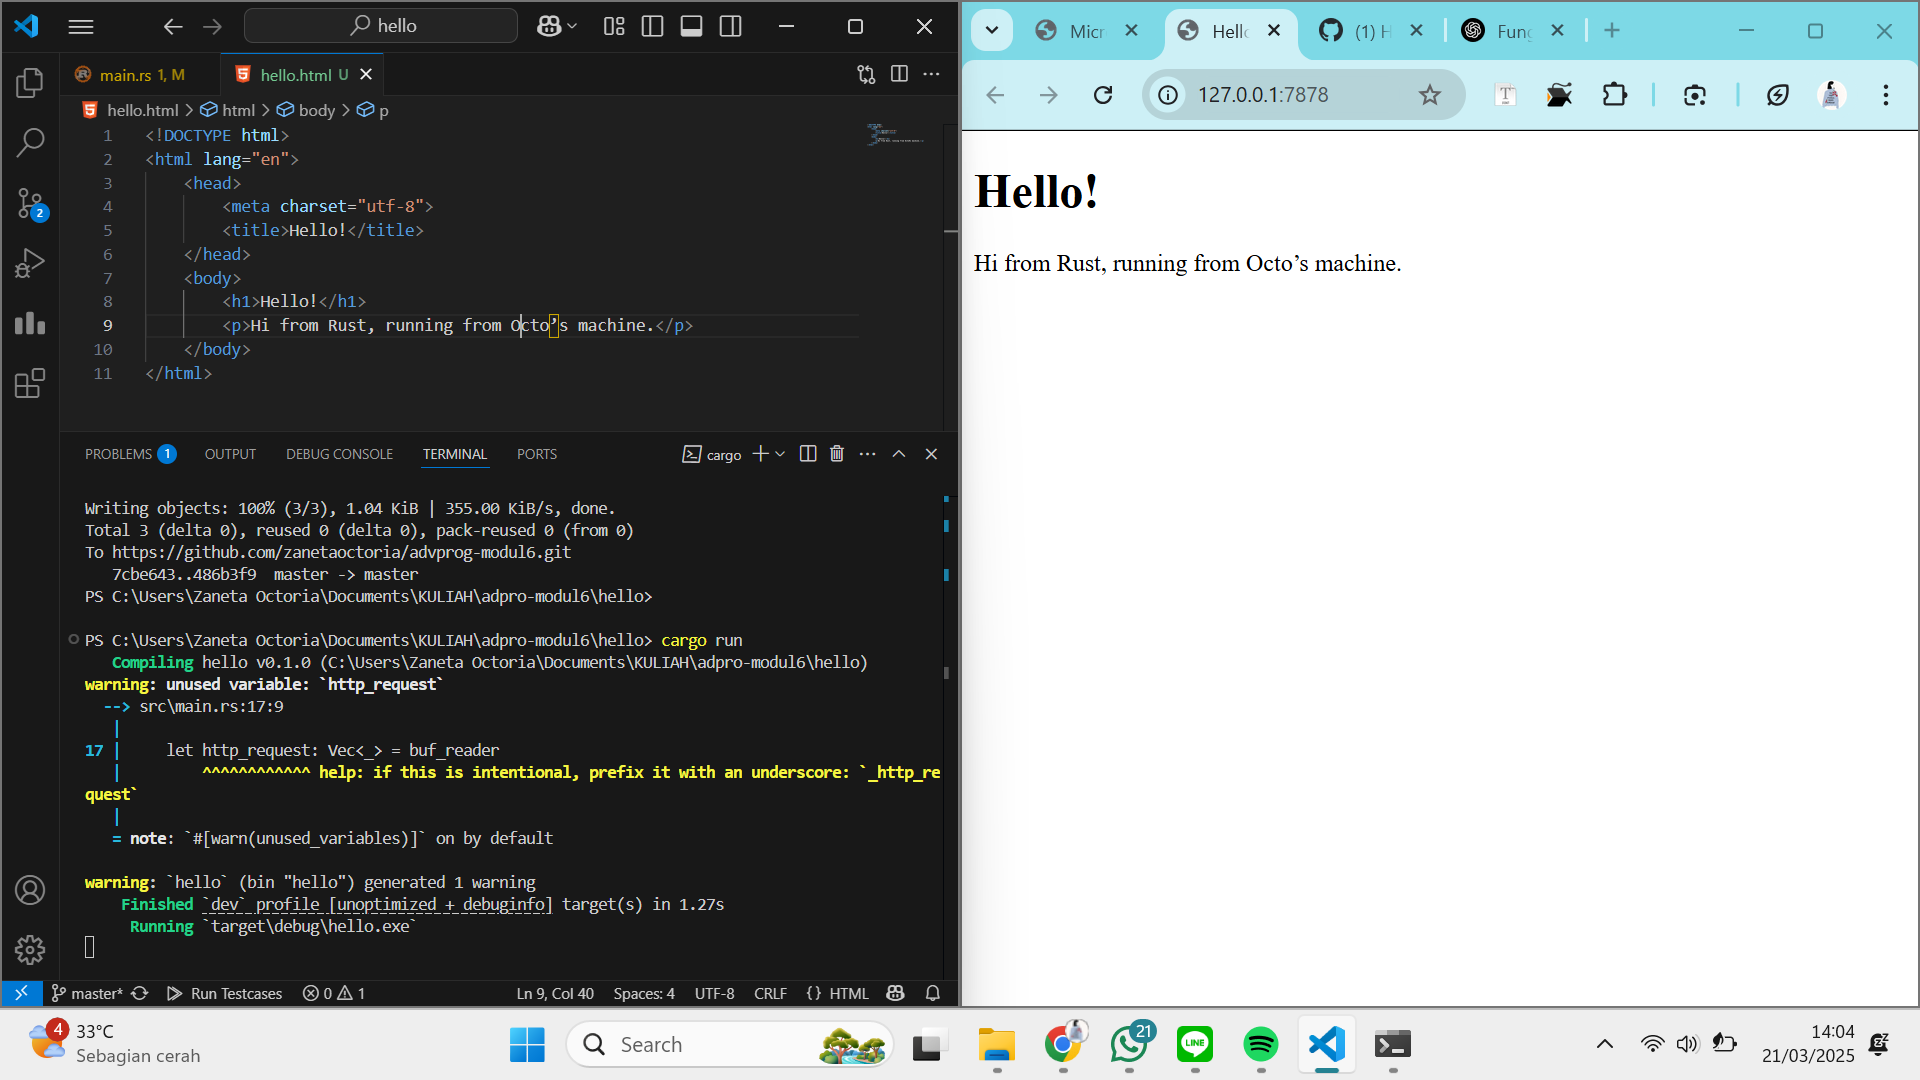 hello
main.rs 1, M
hello.html U
hello.html > html > body > p
1 <!DOCTYPE html>
2 <html lang="en">
3 <head>
4 <meta charset="utf-8">
5 <title>Hello!</title>
6 </head>
7 <body>
8 <h1>Hello!</h1>
9 <p>Hi from Rust, running from Octo’s machine.</p>
10 </body>
11 </html>
PROBLEMS 1 OUTPUT DEBUG CONSOLE TERMINAL PORTS
cargo
Writing objects: 100% (3/3), 1.04 KiB | 355.00 KiB/s, done.
Total 3 (delta 0), reused 0 (delta 0), pack-reused 0 (from 0)
To https://github.com/zanetaoctoria/advprog-modul6.git
7cbe643..486b3f9 master -> master
PS C:\Users\Zaneta Octoria\Documents\KULIAH\adpro-modul6\hello>
PS C:\Users\Zaneta Octoria\Documents\KULIAH\adpro-modul6\hello> cargo run
Compiling hello v0.1.0 (C:\Users\Zaneta Octoria\Documents\KULIAH\adpro-modul6\hello)
warning: unused variable: `http_request`
--> src\main.rs:17:9
|
17 | let http_request: Vec<_> = buf_reader
| ^^^^^^^^^^^^ help: if this is intentional, prefix it with an underscore: `_http_re
quest`
|
= note: `#[warn(unused_variables)]` on by default
warning: `hello` (bin "hello") generated 1 warning
Finished `dev` profile [unoptimized + debuginfo] target(s) in 1.27s
Running `target\debug\hello.exe`
2
master* Run Testcases 0 1 Ln 9, Col 40 Spaces: 4 UTF-8 CRLF {} HTML
Micr
Hello
(1) H
Fung
127.0.0.1:7878
Hello!
Hi from Rust, running from Octo’s machine.
4
33°C
Sebagian cerah
Search
21
LINE
14:04
21/03/2025